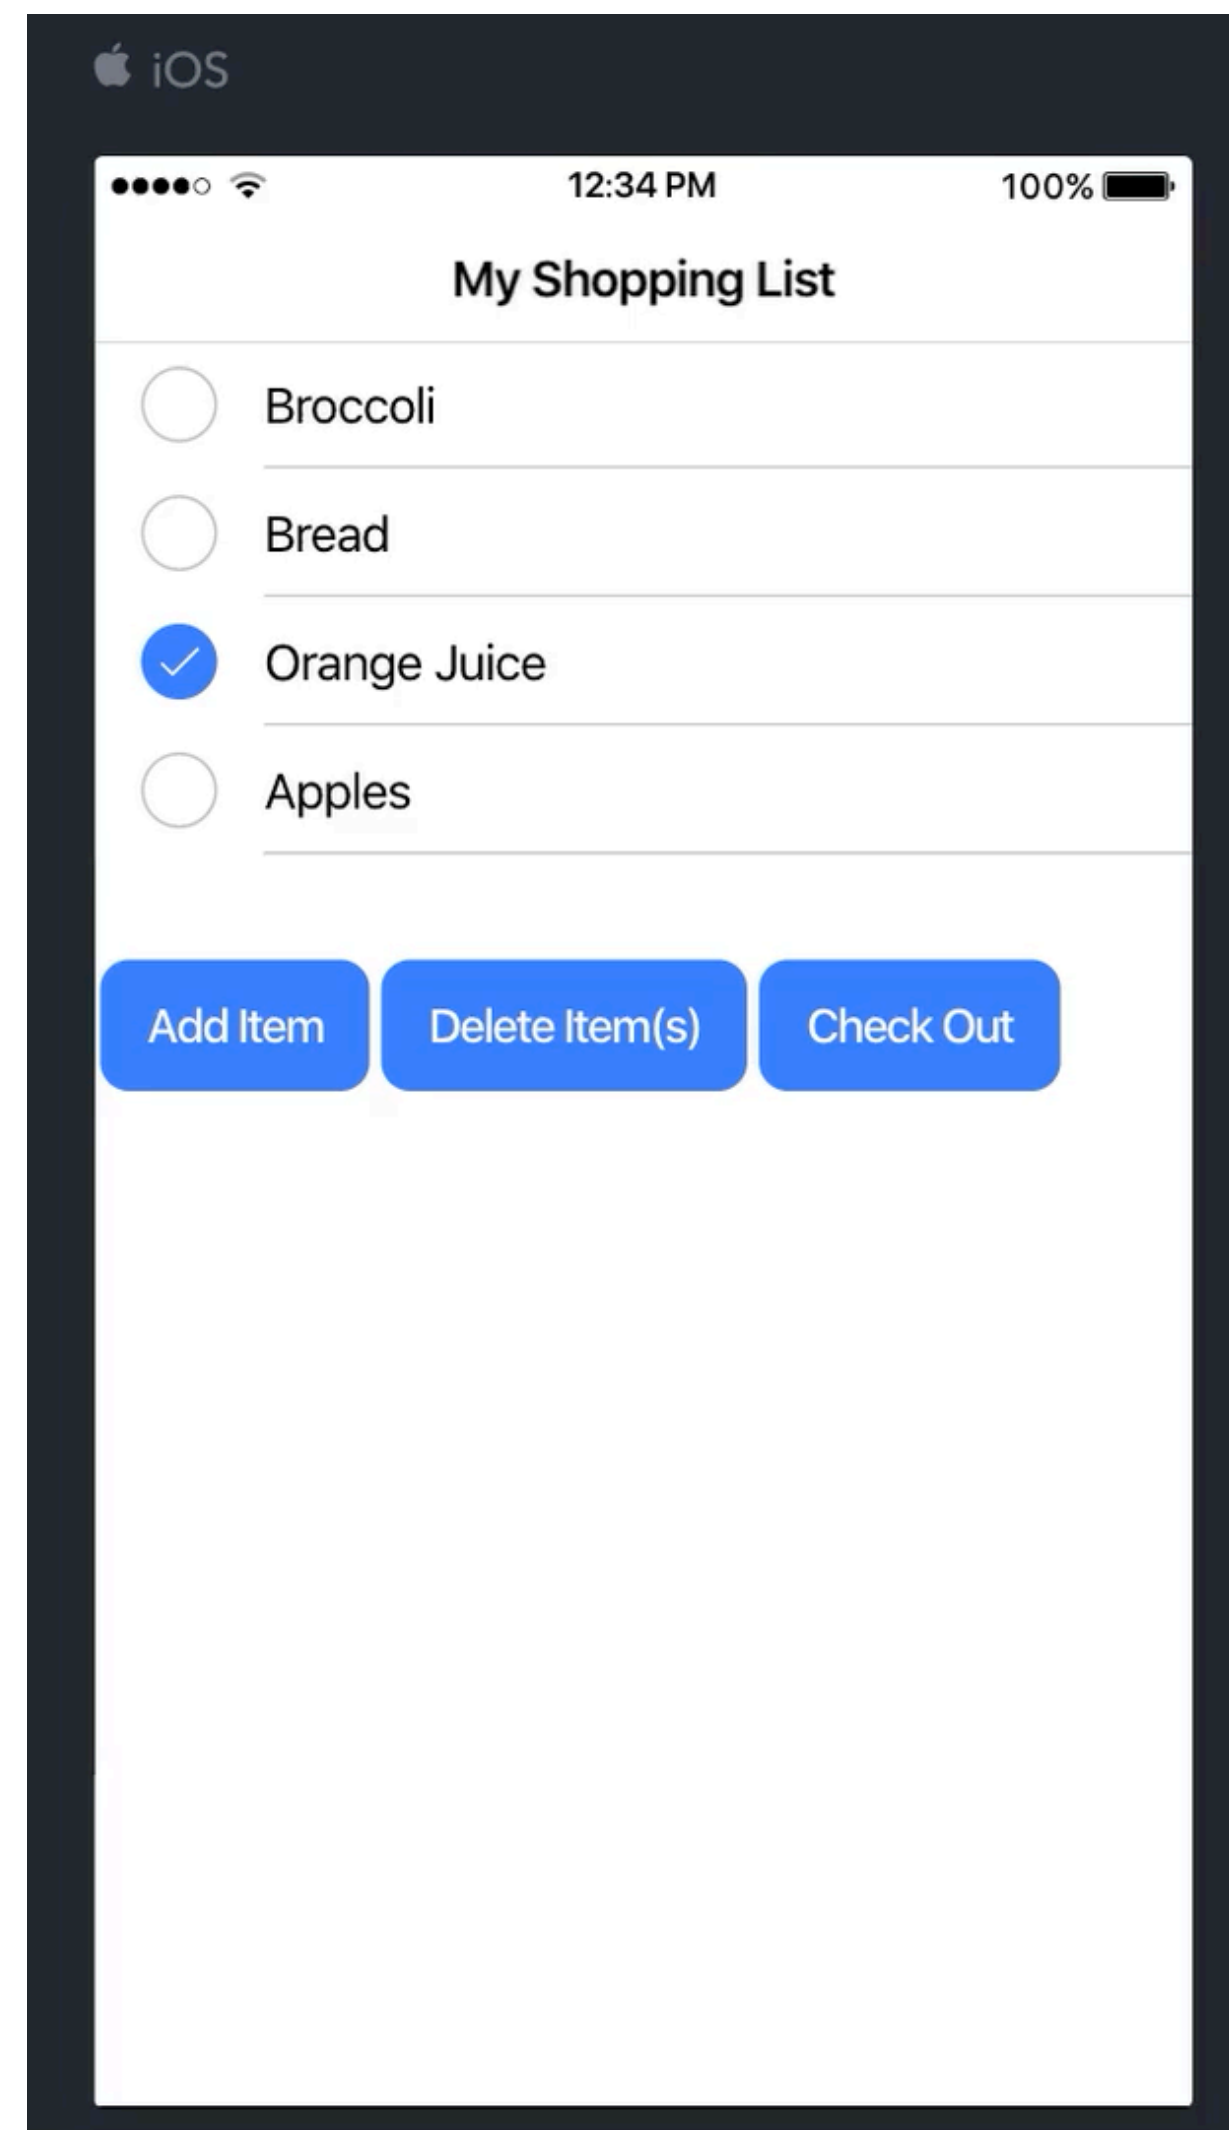 iOS
12:34 PM 100%
My Shopping List
Broccoli
Bread
Orange Juice
Apples
Add Item Delete Item(s) Check Out